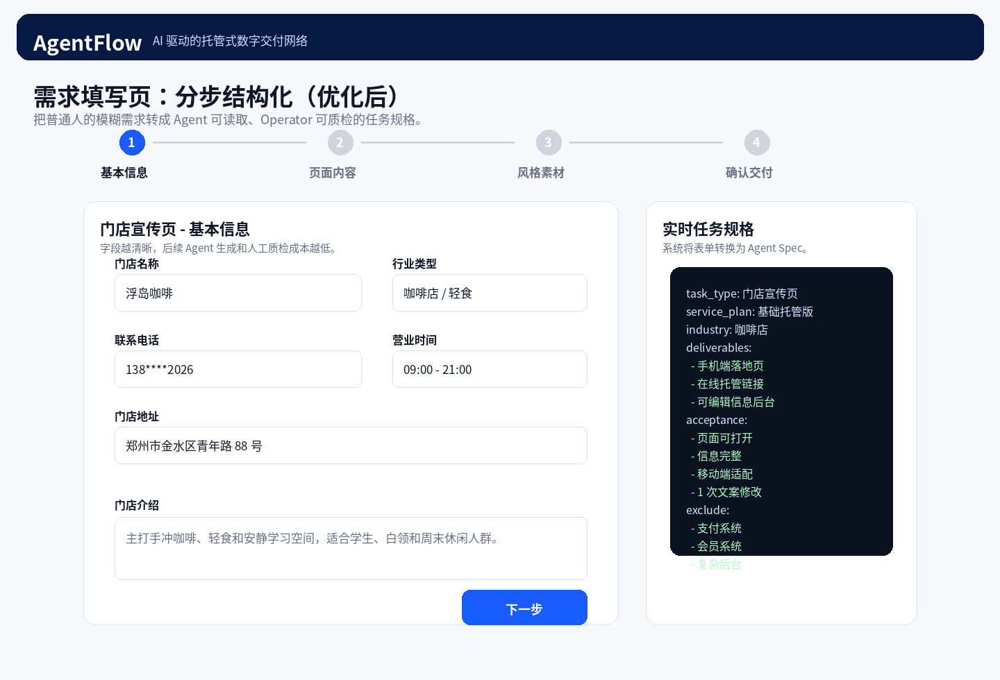 AgentFlow AI 驱动的托管式数字交付网络
需求填写页：分步结构化（优化后）
把普通人的模糊需求转成 Agent 可读取、Operator 可质检的任务规格。
1 2 3 4
基本信息 页面内容 风格素材 确认交付
门店宣传页 - 基本信息
字段越清晰，后续 Agent 生成和人工质检成本越低。
门店名称 行业类型
浮岛咖啡 咖啡店 / 轻食
联系电话 营业时间
138****2026 09:00 - 21:00
门店地址
郑州市金水区青年路 88 号
门店介绍
主打手冲咖啡、轻食和安静学习空间，适合学生、白领和周末休闲人群。
下一步
实时任务规格
系统将表单转换为 Agent Spec。
task_type: 门店宣传页
service_plan: 基础托管版
industry: 咖啡店
deliverables:
- 手机端落地页
- 在线托管链接
- 可编辑信息后台
acceptance:
- 页面可打开
- 信息完整
- 移动端适配
- 1 次文案修改
exclude:
- 支付系统
- 会员系统
- 复杂后台